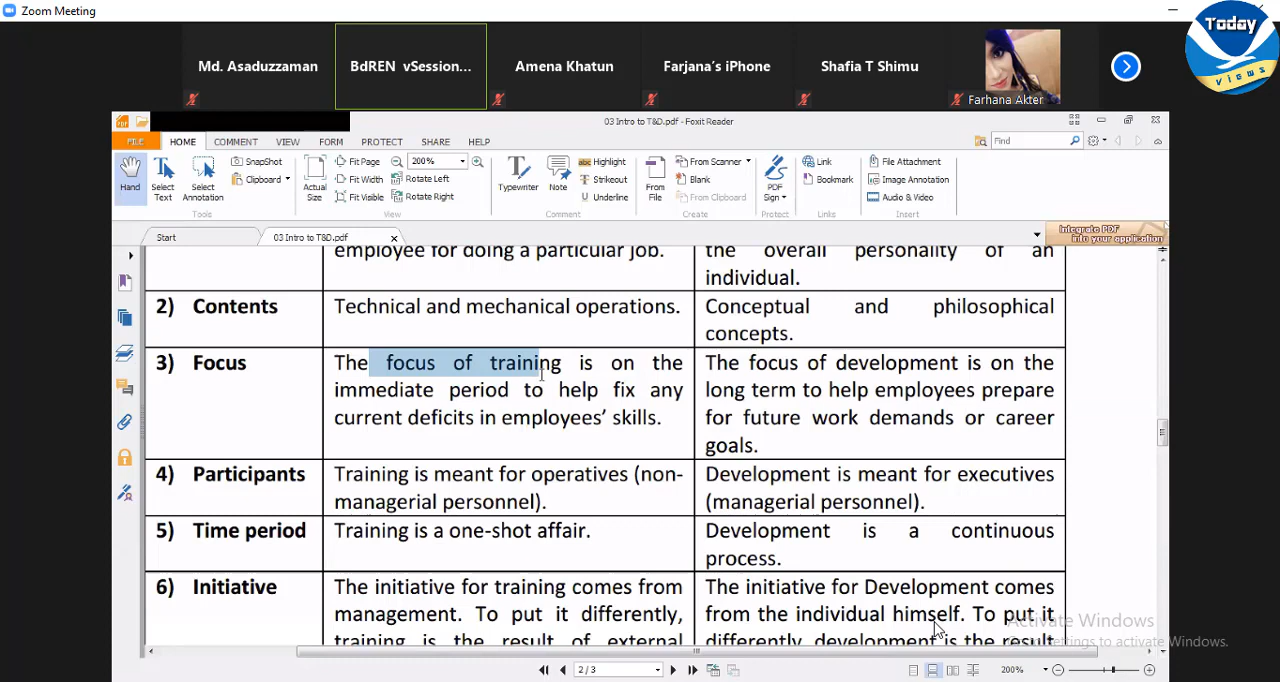 Zoom Meeting
Today
views
Md. Asaduzzaman
BdREN vSession...
Amena Khatun
Farjana's iPhone
Shafia T Shimu
Farhana Akter
03 Intro to T&D.pdf - Foxit Reader
FILE HOME COMMENT VIEW FORM PROTECT SHARE HELP
Find
Hand
Select Text
Select Annotation
SnapShot
Clipboard
Tools
Actual Size
Fit Page
Fit Width
Fit Visible
200%
Rotate Left
Rotate Right
View
Typewriter
Note
Highlight
Strikeout
Underline
Comment
From File
From Scanner
Blank
From Clipboard
Create
PDF Sign
Protect
Link
Bookmark
Links
File Attachment
Image Annotation
Audio & Video
Insert
Start
03 Intro to T&D.pdf
Integrate PDF
into your application
employee for doing a particular job.
the overall personality of an
individual.
2) Contents
Technical and mechanical operations.
Conceptual and philosophical
concepts.
3) Focus
The focus of training is on the
immediate period to help fix any
current deficits in employees' skills.
The focus of development is on the
long term to help employees prepare
for future work demands or career
goals.
4) Participants
Training is meant for operatives (non-
managerial personnel).
Development is meant for executives
(managerial personnel).
5) Time period
Training is a one-shot affair.
Development is a continuous
process.
6) Initiative
The initiative for training comes from
management. To put it differently,
training is the result of external
The initiative for Development comes
from the individual himself. To put it
differently, development is the result
Activate Windows
settings to activate Windows.
2 / 3
200%